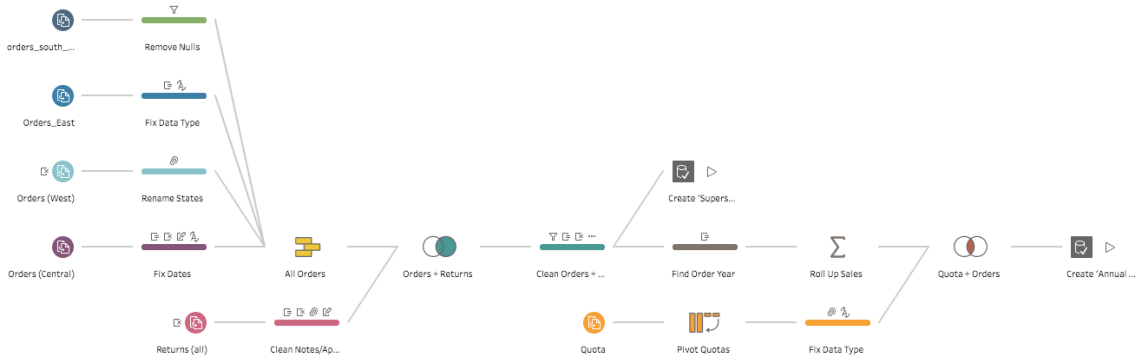 orders_south_...
Remove Nulls
Orders_East
Fix Data Type
Create 'Supers...
Orders (West)
Rename States
Orders (Central)
Fix Dates
All Orders
Orders + Returns
Clean Orders + ...
Find Order Year
Roll Up Sales
Quota + Orders
Create 'Annual ...
Returns (all)
Clean Notes/Ap...
Quota
Pivot Quotas
Fix Data Type